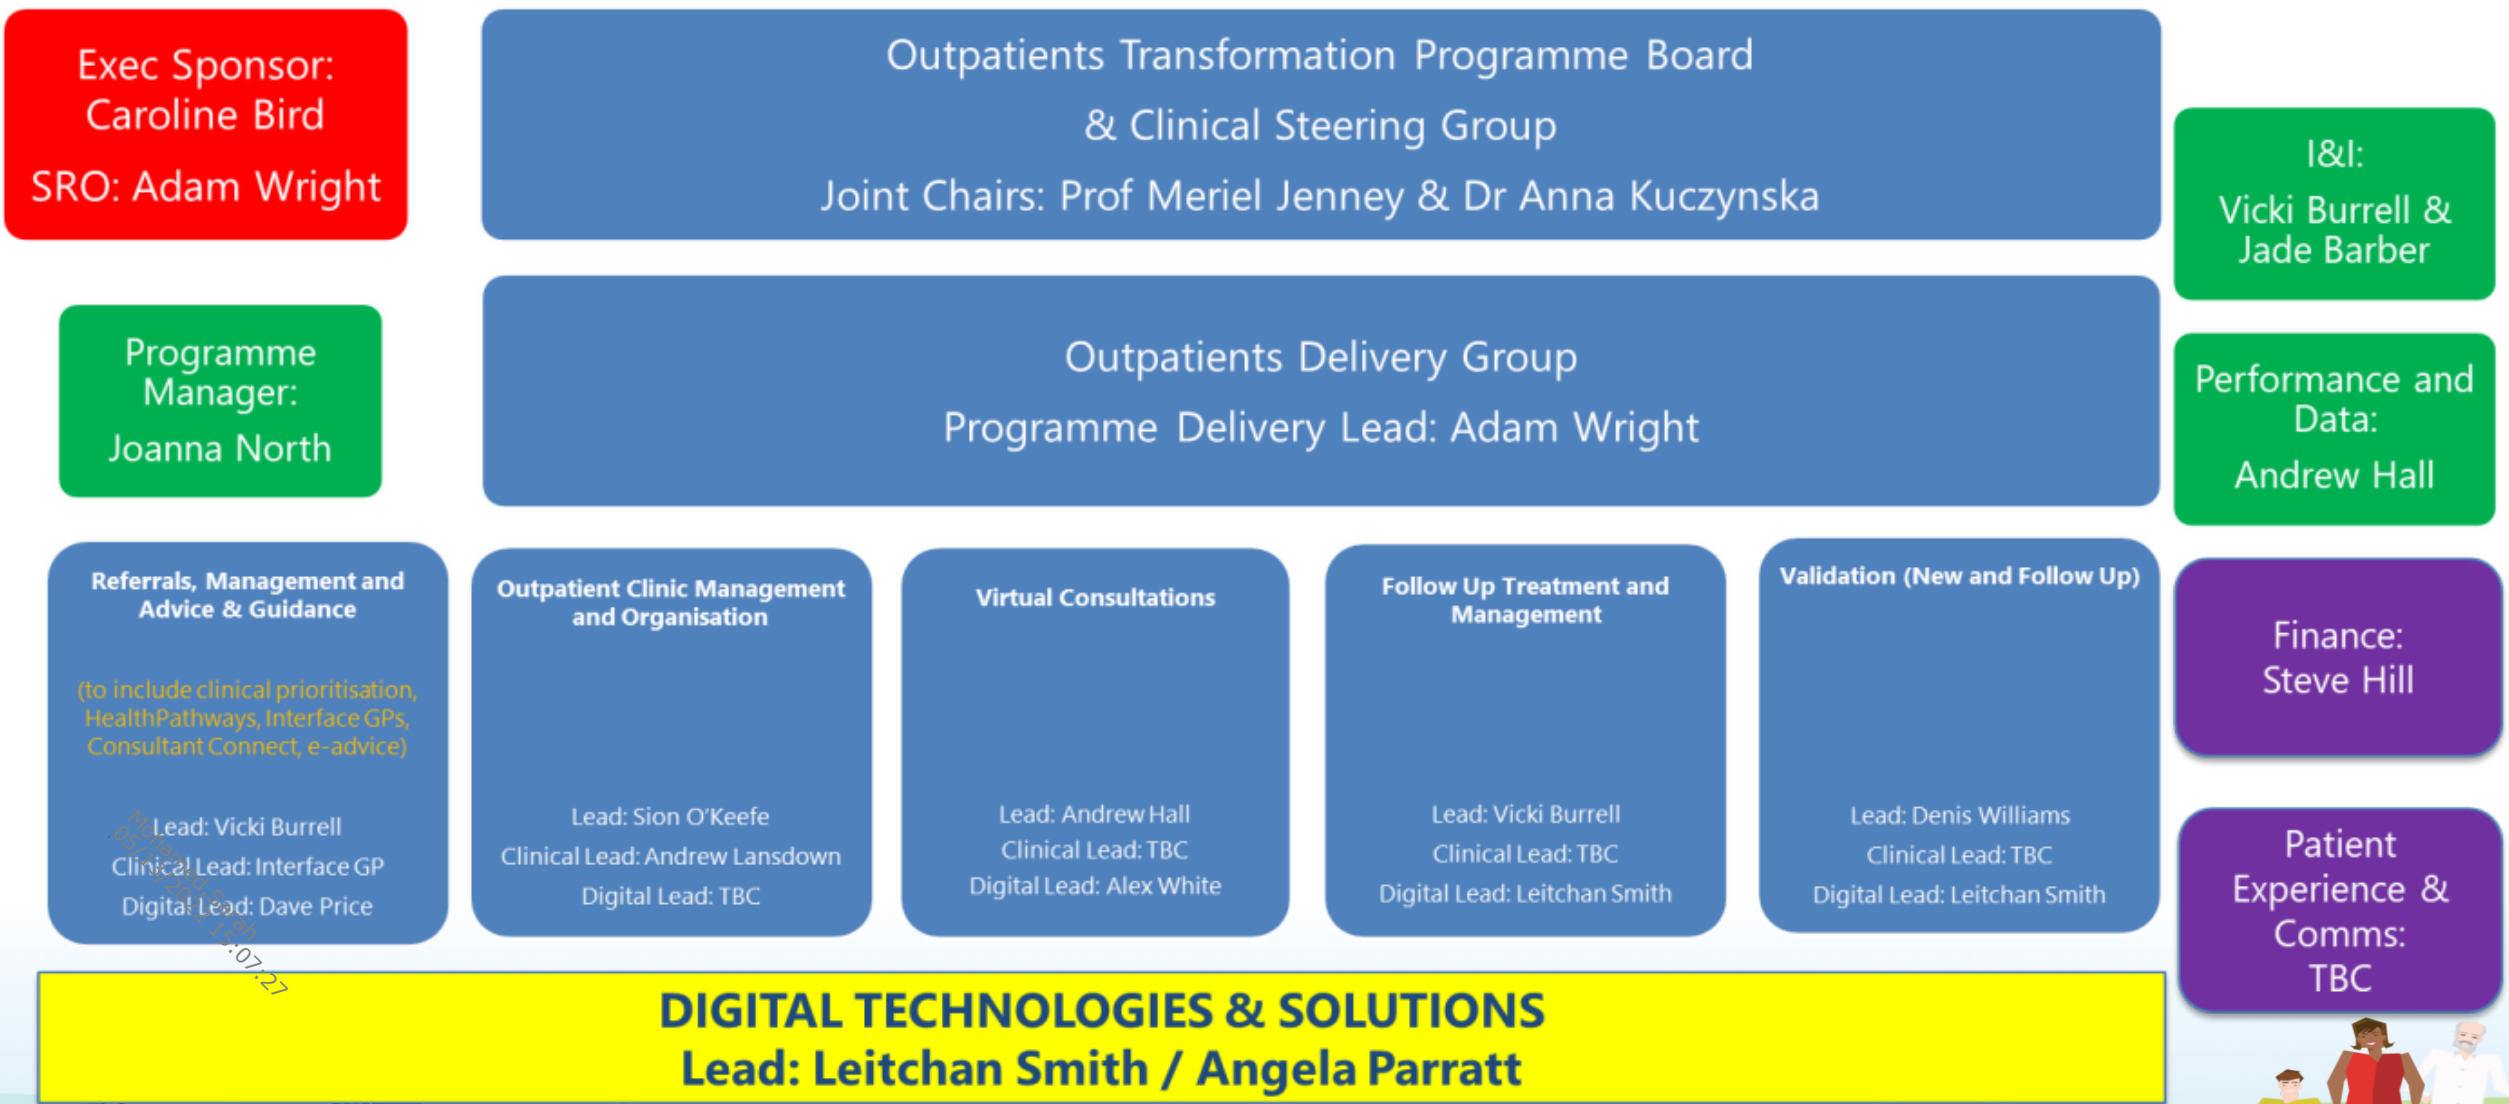 Exec Sponsor:
Caroline Bird
SRO: Adam Wright
Outpatients Transformation Programme Board
& Clinical Steering Group
Joint Chairs: Prof Meriel Jenney & Dr Anna Kuczynska
I&I:
Vicki Burrell &
Jade Barber
Programme
Manager:
Joanna North
Outpatients Delivery Group
Programme Delivery Lead: Adam Wright
Performance and
Data:
Andrew Hall
Referrals, Management and
Advice & Guidance
(to include clinical prioritisation,
HealthPathways, Interface GPs,
Consultant Connect, e-advice)
Lead: Vicki Burrell
Clinical Lead: Interface GP
Digital Lead: Dave Price
Outpatient Clinic Management
and Organisation
Lead: Sion O'Keefe
Clinical Lead: Andrew Lansdown
Digital Lead: TBC
Virtual Consultations
Lead: Andrew Hall
Clinical Lead: TBC
Digital Lead: Alex White
Follow Up Treatment and
Management
Lead: Vicki Burrell
Clinical Lead: TBC
Digital Lead: Leitchan Smith
Validation (New and Follow Up)
Lead: Denis Williams
Clinical Lead: TBC
Digital Lead: Leitchan Smith
Finance:
Steve Hill
Patient
Experience &
Comms:
TBC
15:07:27
DIGITAL TECHNOLOGIES & SOLUTIONS
Lead: Leitchan Smith / Angela Parratt